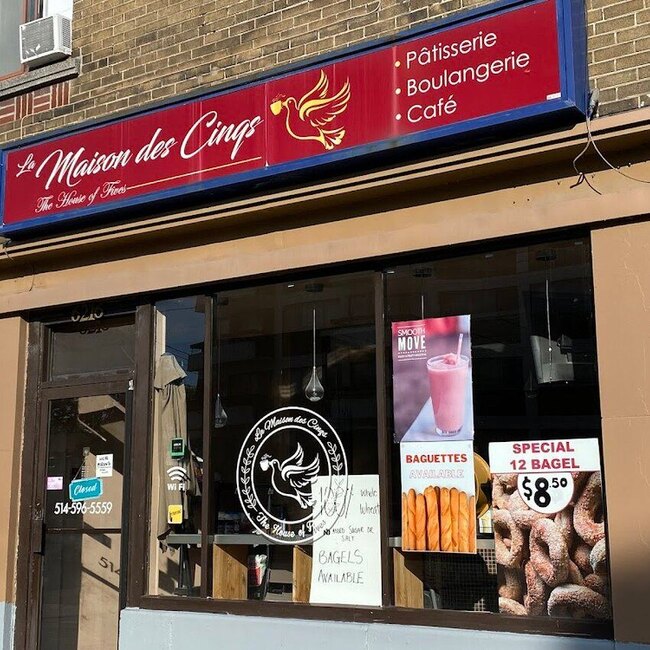 La Maison des Cinqs
The House of Fives
• Pâtisserie
• Boulangerie
• Café
SMOOTH
MOVE
BAGUETTES
AVAILABLE
SPECIAL
12 BAGEL
$8.50
La Maison des Cinqs
The House of Fives
WiFi
Closed
514-596-5559
100% whole
wheat
NO ADDED SUGAR OR
SALT
BAGELS
AVAILABLE